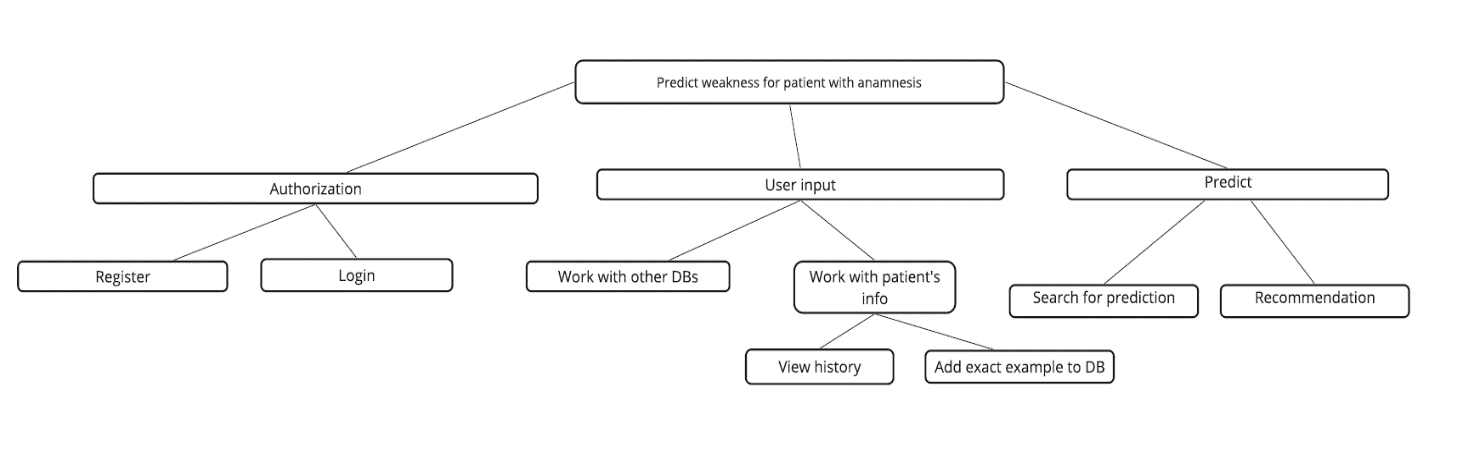 Predict weakness for patient with anamnesis
Authorization
User input
Predict
Register
Login
Work with other DBs
Work with patient's
info
Search for prediction
Recommendation
View history
Add exact example to DB